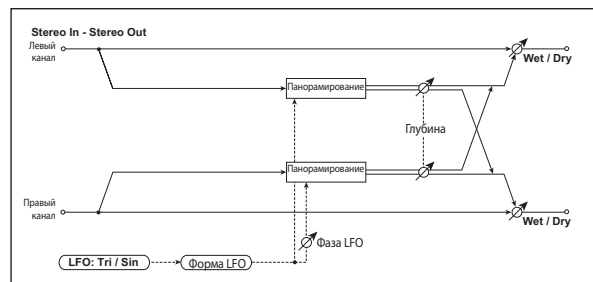 Stereo In - Stereo Out
Левый
канал
Wet / Dry
Панорамирование
Глубина
Панорамирование
Правый
канал
Wet / Dry
Фаза LFO
LFO: Tri / Sin
Форма LFO